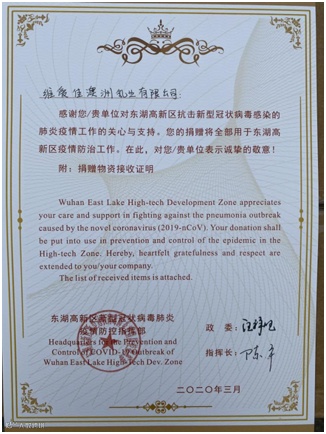 维爱佳澳洲乳业有限公司:
感谢您/贵单位对东湖高新区抗击新型冠状病毒感染的
肺炎疫情工作的关心与支持。您的捐赠将全部用于东湖高
新区疫情防治工作。在此，对您/贵单位表示诚挚的敬意！
附：捐赠物资接收证明
Wuhan East Lake High-tech Development Zone appreciates
your care and support in fighting against the pneumonia outbreak
caused by the novel coronavirus (2019-nCoV). Your donation shall
be put into use in prevention and control of the epidemic in the
High-tech Zone. Hereby, heartfelt gratefulness and respect are
extended to you/your company.
The list of received items is attached.
东湖高新区新型冠状病毒肺炎
疫情防控指挥部
Headquarters for the Prevention and
Control of COVID-19 Outbreak of
Wuhan East Lake High-tech Dev. Zone
政 委：
指挥长：
二〇二〇年三月